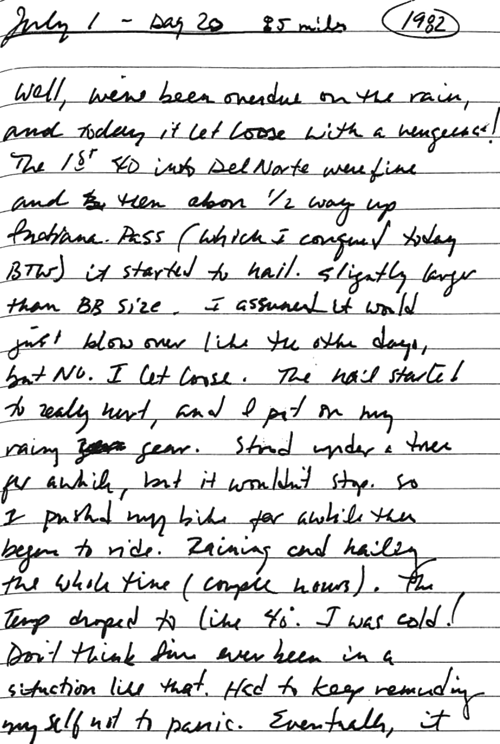 July 1 - Day 20 85 miles 1982
Well, we've been overdue on the rain,
and today it let loose with a vengence!
The 1st 40 into Del Norte were fine
and then about 1/2 way up
Indiana Pass (which I conquered today
BTW) it started to hail. Slightly larger
than BB size. I assumed it would
just blow over like the other days,
but No. I let loose. The hail started
to really hurt, and I put on my
rainy gear. Stood under a tree
for awhile, but it wouldn't stop. So
I pushed my bike for awhile then
began to ride. Raining and hailing
the whole time (couple hours). The
Temp droped to like 40°. I was cold!
Don't think I've ever been in a
situation like that. Had to keep reminding
myself not to panic. Eventually, it